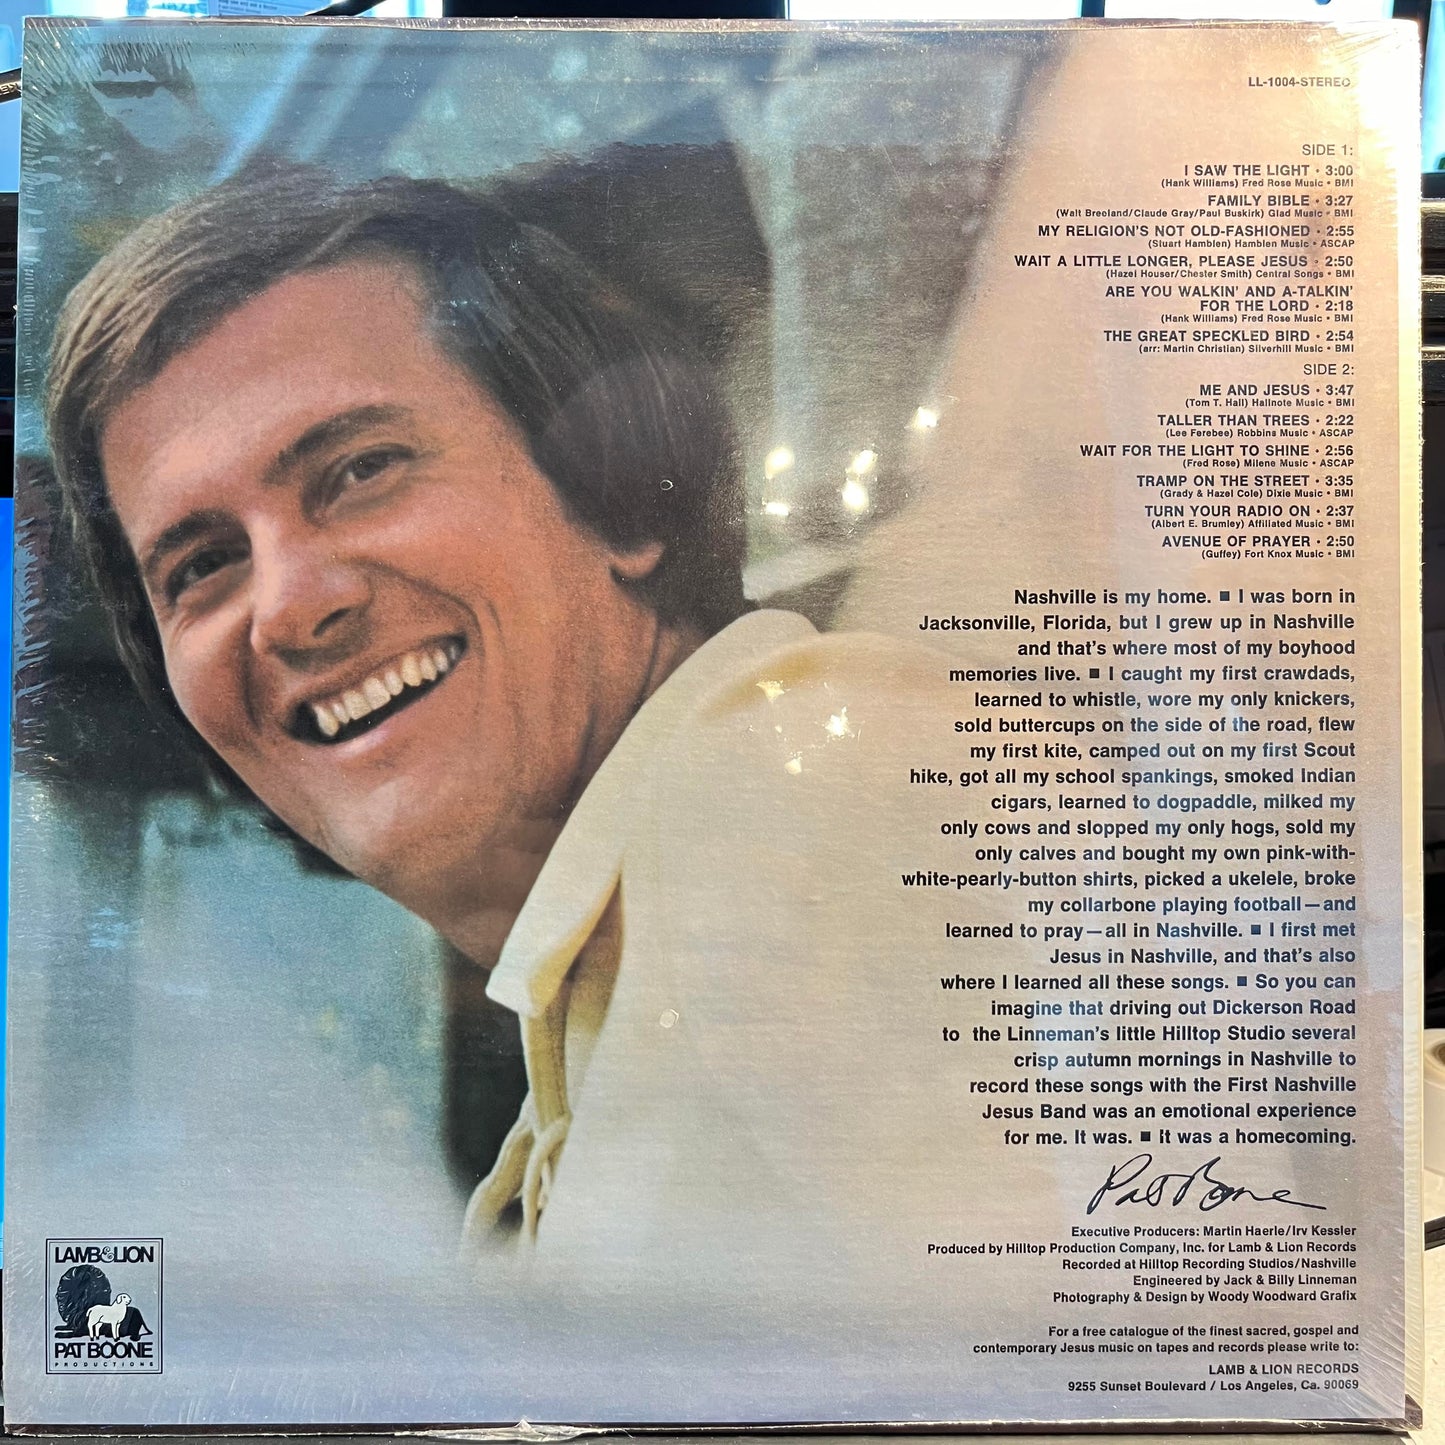 LL-1004-STEREO
SIDE 1:
I SAW THE LIGHT • 3:00
(Hank Williams) Fred Rose Music • BMI
FAMILY BIBLE • 3:27
(Walt Breeland/Claude Gray/Paul Buskirk) Glad Music • BMI
MY RELIGION'S NOT OLD-FASHIONED • 2:55
(Stuart Hamblen) Hamblen Music • ASCAP
WAIT A LITTLE LONGER, PLEASE JESUS • 2:50
(Hazel Houser/Chester Smith) Central Songs • BMI
ARE YOU WALKIN' AND A-TALKIN'
FOR THE LORD • 2:18
(Hank Williams) Fred Rose Music • BMI
THE GREAT SPECKLED BIRD • 2:54
(arr: Martin Christian) Silverhill Music • BMI
SIDE 2:
ME AND JESUS • 3:47
(Tom T. Hall) Hallnote Music • BMI
TALLER THAN TREES • 2:22
(Lee Ferebee) Robbins Music • ASCAP
WAIT FOR THE LIGHT TO SHINE • 2:56
(Fred Rose) Milene Music • ASCAP
TRAMP ON THE STREET • 3:35
(Grady & Hazel Cole) Dixie Music • BMI
TURN YOUR RADIO ON • 2:37
(Albert E. Brumley) Affiliated Music • BMI
AVENUE OF PRAYER • 2:50
(Guffey) Fort Knox Music • BMI
Nashville is my home. ■ I was born in
Jacksonville, Florida, but I grew up in Nashville
and that's where most of my boyhood
memories live. ■ I caught my first crawdads,
learned to whistle, wore my only knickers,
sold buttercups on the side of the road, flew
my first kite, camped out on my first Scout
hike, got all my school spankings, smoked Indian
cigars, learned to dogpaddle, milked my
only cows and slopped my only hogs, sold my
only calves and bought my own pink-with-
white-pearly-button shirts, picked a ukelele, broke
my collarbone playing football—and
learned to pray—all in Nashville. ■ I first met
Jesus in Nashville, and that's also
where I learned all these songs. ■ So you can
imagine that driving out Dickerson Road
to the Linneman's little Hilltop Studio several
crisp autumn mornings in Nashville to
record these songs with the First Nashville
Jesus Band was an emotional experience
for me. It was. ■ It was a homecoming.
Pat Boone
Executive Producers: Martin Haerle/Irv Kessler
Produced by Hilltop Production Company, Inc. for Lamb & Lion Records
Recorded at Hilltop Recording Studios/Nashville
Engineered by Jack & Billy Linneman
Photography & Design by Woody Woodward Grafix
For a free catalogue of the finest sacred, gospel and
contemporary Jesus music on tapes and records please write to:
LAMB & LION RECORDS
9255 Sunset Boulevard / Los Angeles, Ca. 90069
LAMB & LION
PAT BOONE
PRODUCTIONS